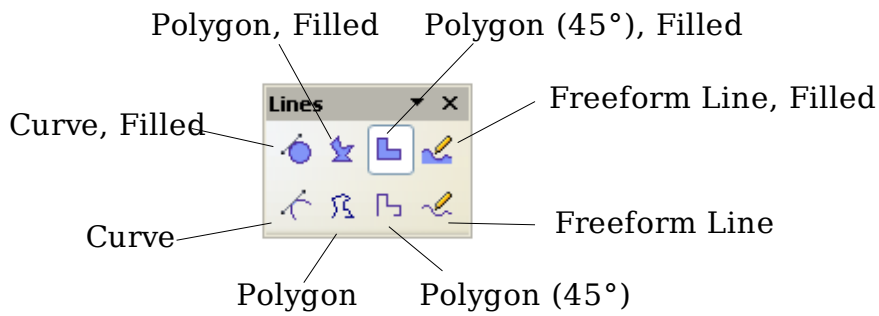 Polygon, Filled
Polygon (45°), Filled
Lines
Freeform Line, Filled
Curve, Filled
Freeform Line
Curve
Polygon
Polygon (45°)